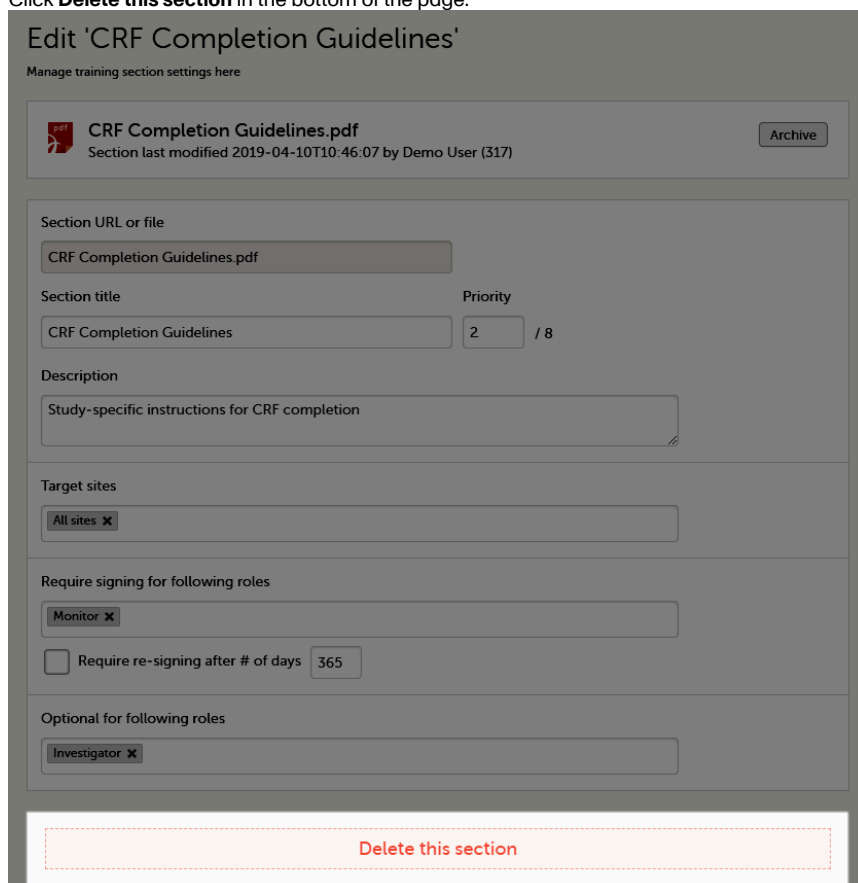 Click Delete this section in the bottom of the page.
Edit 'CRF Completion Guidelines'
Manage training section settings here
pdf
CRF Completion Guidelines.pdf
Section last modified 2019-04-10T10:46:07 by Demo User (317)
Archive
Section URL or file
CRF Completion Guidelines.pdf
Section title Priority
CRF Completion Guidelines 2 / 8
Description
Study-specific instructions for CRF completion
Target sites
All sites ✖
Require signing for following roles
Monitor ✖
Require re-signing after # of days 365
Optional for following roles
Investigator ✖
Delete this section